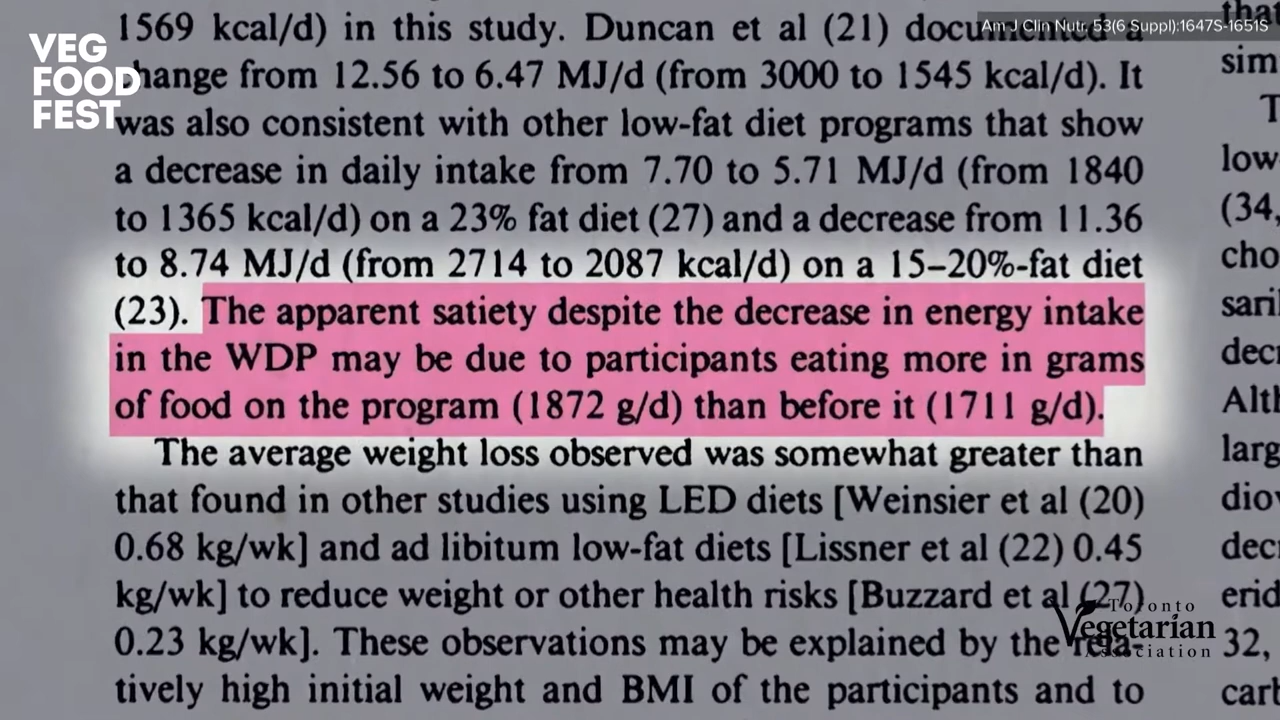 VEG
FOOD
FEST
Am J Clin Nutr. 53(6 Suppl):1647S-1651S
1569 kcal/d) in this study. Duncan et al (21) documented a
change from 12.56 to 6.47 MJ/d (from 3000 to 1545 kcal/d). It
was also consistent with other low-fat diet programs that show
a decrease in daily intake from 7.70 to 5.71 MJ/d (from 1840
to 1365 kcal/d) on a 23% fat diet (27) and a decrease from 11.36
to 8.74 MJ/d (from 2714 to 2087 kcal/d) on a 15–20%-fat diet
(23). The apparent satiety despite the decrease in energy intake
in the WDP may be due to participants eating more in grams
of food on the program (1872 g/d) than before it (1711 g/d).
The average weight loss observed was somewhat greater than
that found in other studies using LED diets [Weinsier et al (20)
0.68 kg/wk] and ad libitum low-fat diets [Lissner et al (22) 0.45
kg/wk] to reduce weight or other health risks [Buzzard et al (27)
0.23 kg/wk]. These observations may be explained by the rela-
tively high initial weight and BMI of the participants and to
that
sim
T
low
(34,
cho
sari
decr
Alth
larg
dio
decr
erid
32,
carb
Toronto
Vegetarian
Association